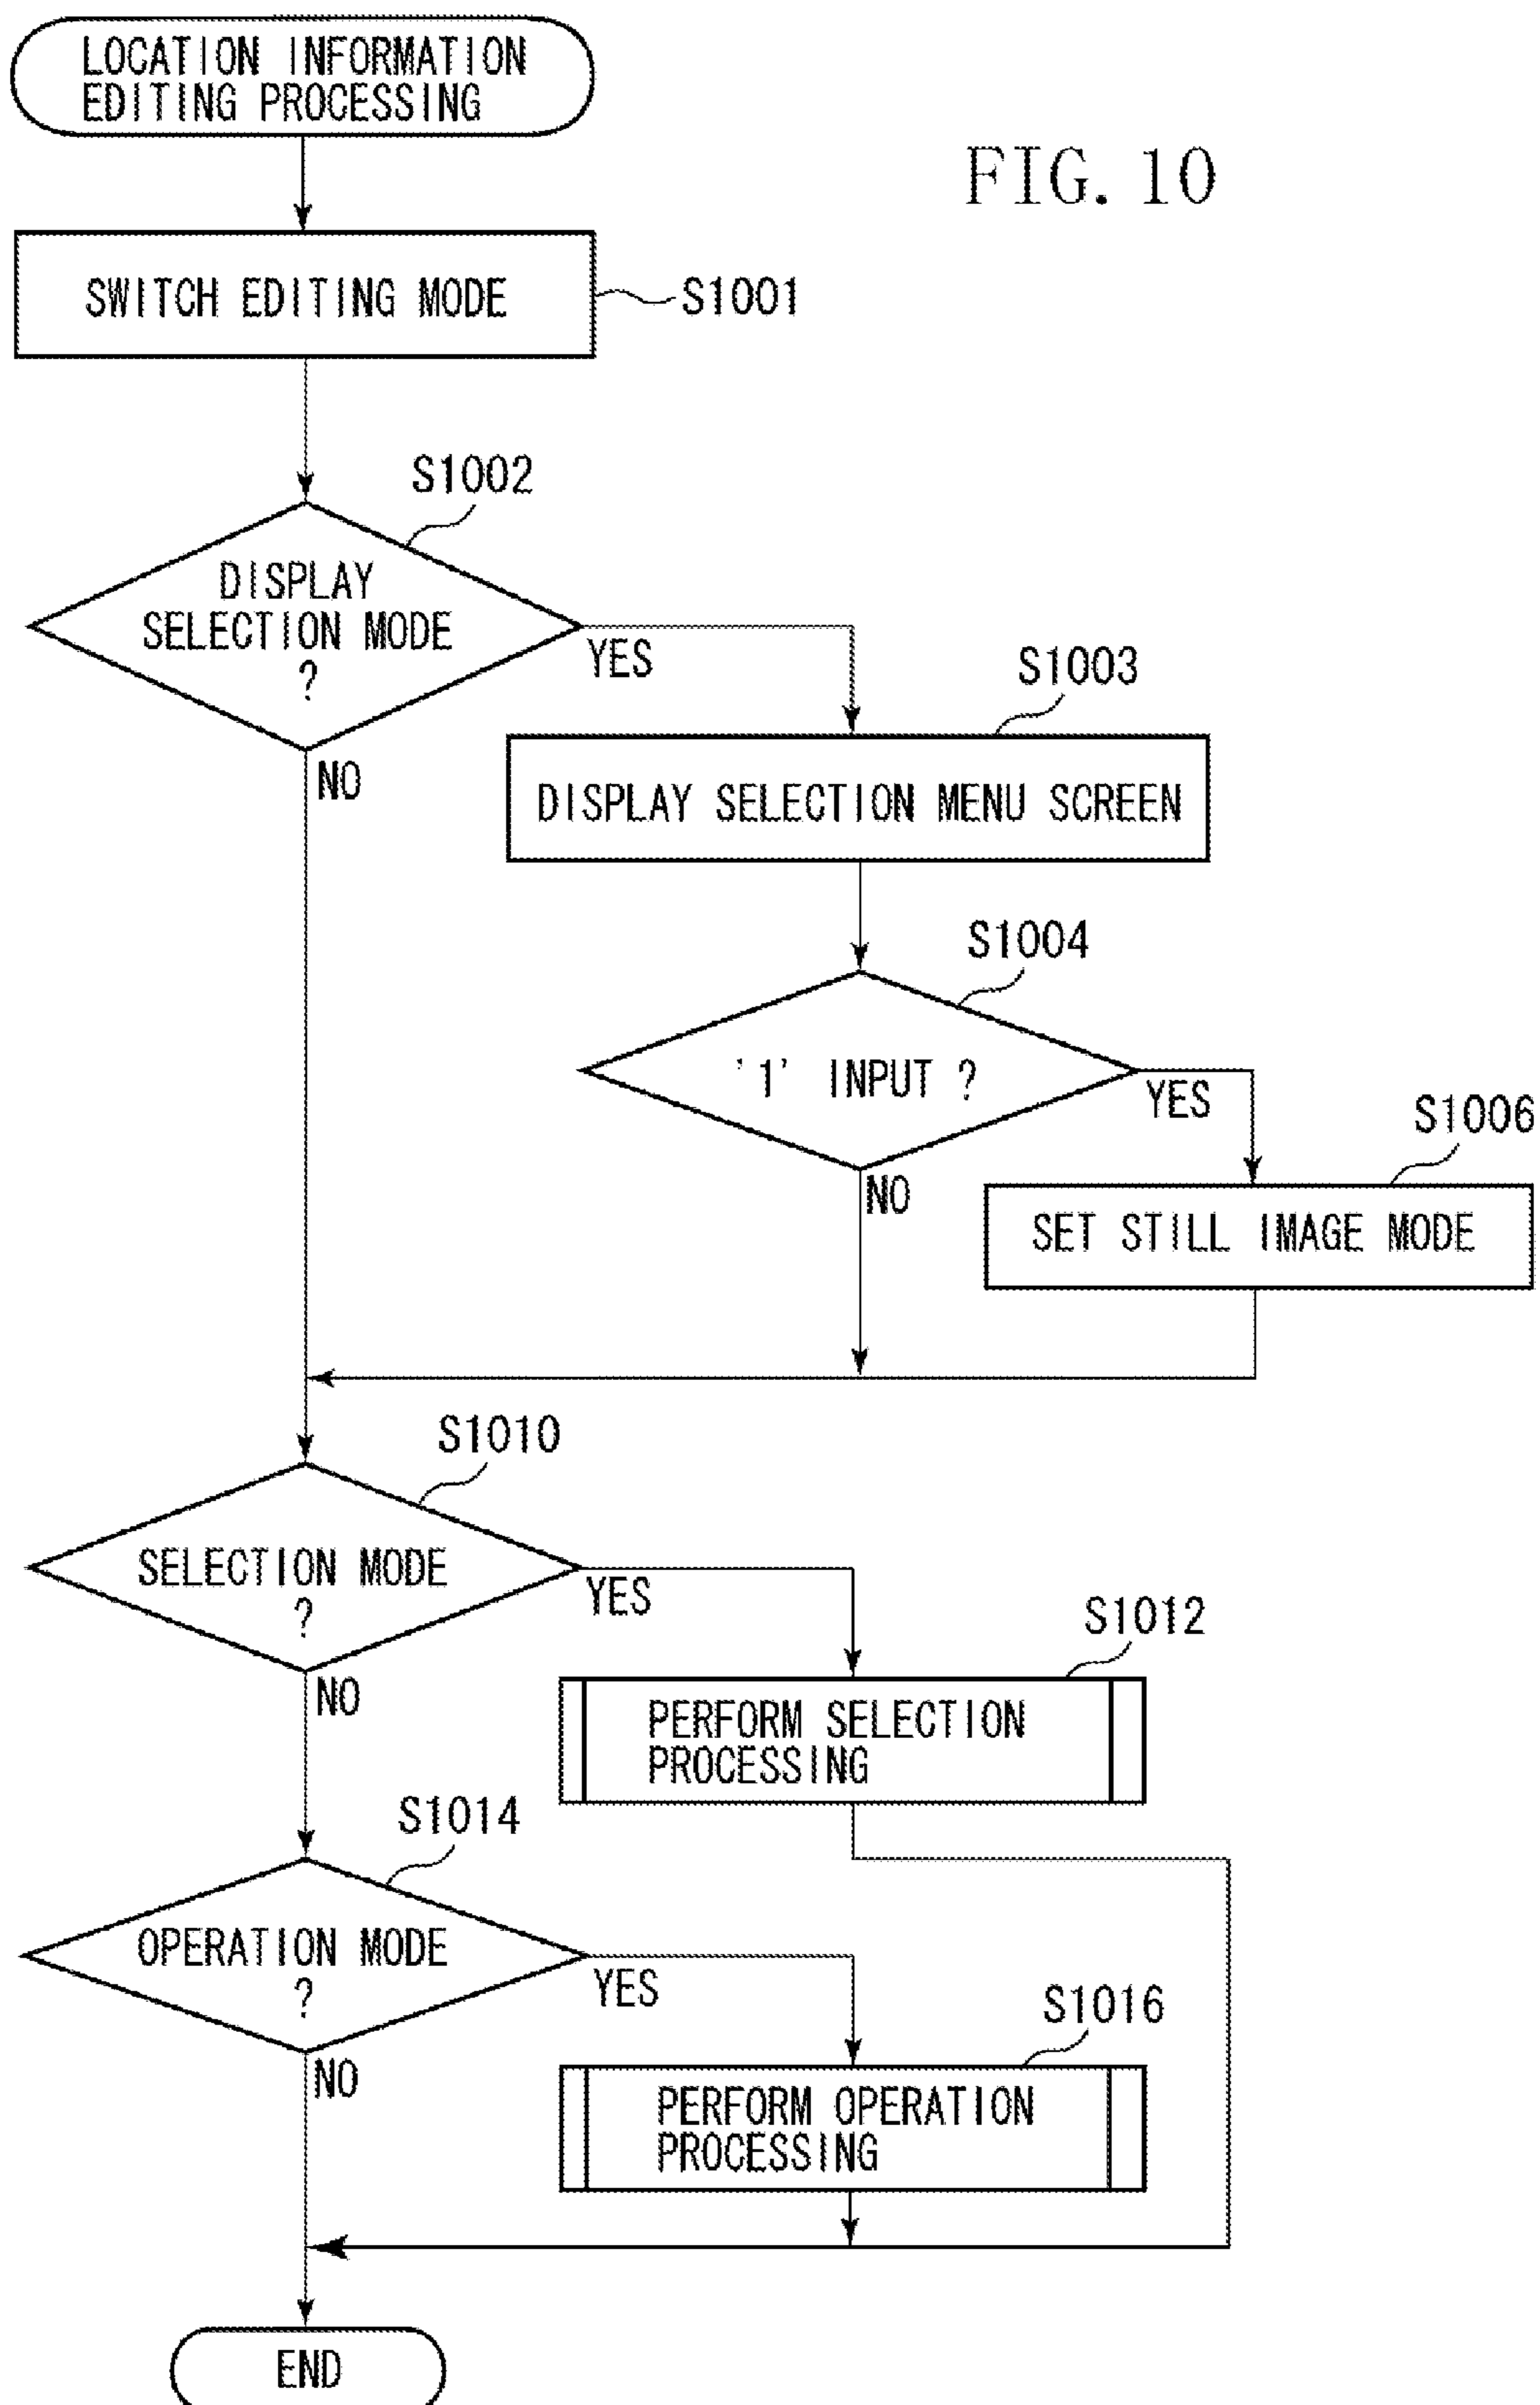 LOCATION INFORMATION
EDITING PROCESSING
FIG. 10
SWITCH EDITING MODE
S1001
S1002
DISPLAY
SELECTION MODE
?
YES
NO
S1003
DISPLAY SELECTION MENU SCREEN
S1004
'1' INPUT ?
YES
NO
S1006
SET STILL IMAGE MODE
S1010
SELECTION MODE
?
YES
NO
S1012
PERFORM SELECTION
PROCESSING
S1014
OPERATION MODE
?
YES
NO
S1016
PERFORM OPERATION
PROCESSING
END